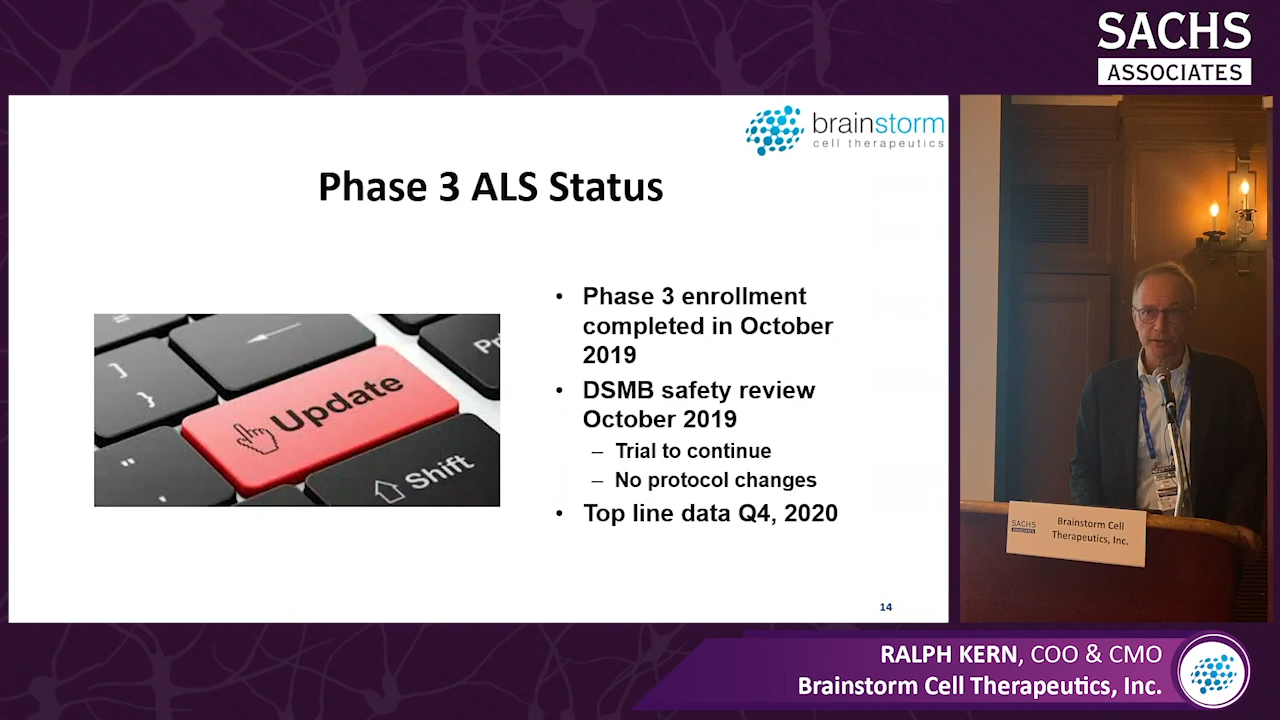 SACHS
ASSOCIATES
brainstorm
cell therapeutics
Phase 3 ALS Status
• Phase 3 enrollment
completed in October
2019
• DSMB safety review
October 2019
– Trial to continue
– No protocol changes
• Top line data Q4, 2020
Update
Shift
=
]
}
"
14
SACHS
ASSOCIATES
Brainstorm Cell
Therapeutics, Inc.
RALPH KERN, COO & CMO
Brainstorm Cell Therapeutics, Inc.